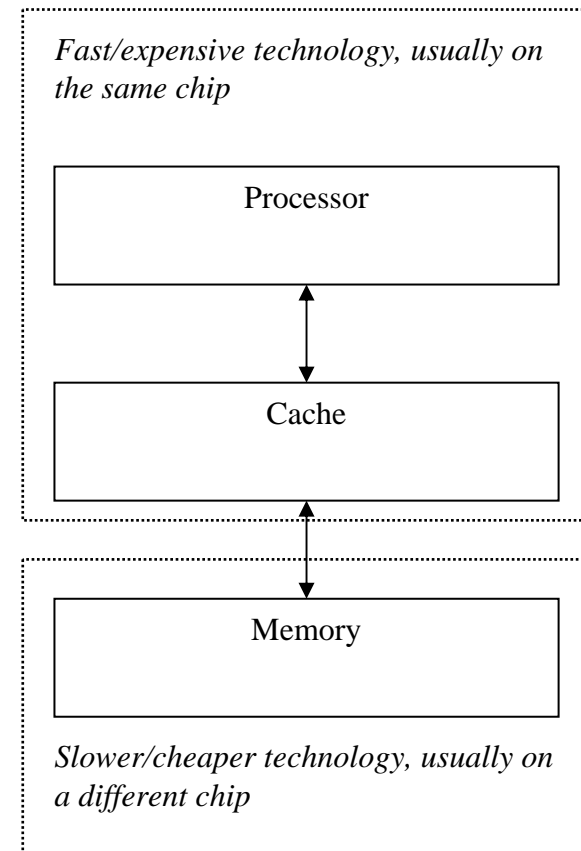 Fast/expensive technology, usually on
the same chip
Processor
Cache
Memory
Slower/cheaper technology, usually on
a different chip